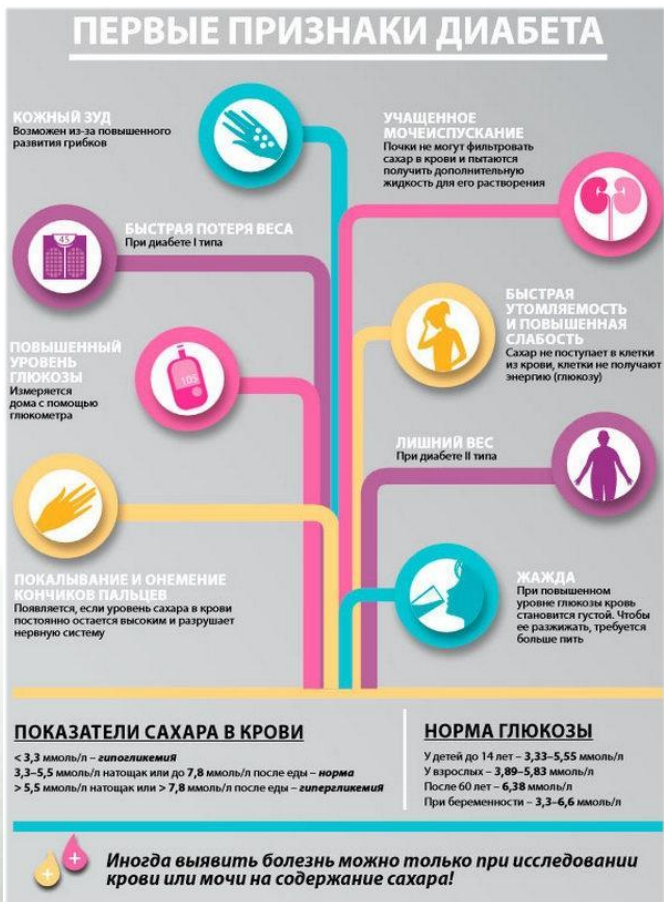 ПЕРВЫЕ ПРИЗНАКИ ДИАБЕТА
КОЖНЫЙ ЗУД
Возможен из-за повышенного
развития грибков
УЧАЩЕННОЕ
МОЧЕИСПУСКАНИЕ
Почки не могут фильтровать
сахар в крови и пытаются
получить дополнительную
жидкость для его растворения
45
БЫСТРАЯ ПОТЕРЯ ВЕСА
При диабете I типа
БЫСТРАЯ
УТОМЛЯЕМОСТЬ
И ПОВЫШЕННАЯ
СЛАБОСТЬ
Сахар не поступает в клетки
из крови, клетки не получают
энергию (глюкозу)
ПОВЫШЕННЫЙ
УРОВЕНЬ
ГЛЮКОЗЫ
Измеряется
дома с помощью
глюкометра
105
ЛИШНИЙ ВЕС
При диабете II типа
ПОКАЛЫВАНИЕ И ОНЕМЕНИЕ
КОНЧИКОВ ПАЛЬЦЕВ
Появляется, если уровень сахара в крови
постоянно остается высоким и разрушает
нервную систему
ЖАЖДА
При повышенном
уровне глюкозы кровь
становится густой. Чтобы
ее разжижать, требуется
больше пить
ПОКАЗАТЕЛИ САХАРА В КРОВИ
< 3,3 ммоль/л – гипогликемия
3,3–5,5 ммоль/л натощак или до 7,8 ммоль/л после еды – норма
> 5,5 ммоль/л натощак или > 7,8 ммоль/л после еды – гипергликемия
НОРМА ГЛЮКОЗЫ
У детей до 14 лет – 3,33–5,55 ммоль/л
У взрослых – 3,89–5,83 ммоль/л
После 60 лет – 6,38 ммоль/л
При беременности – 3,3–6,6 ммоль/л
Иногда выявить болезнь можно только при исследовании
крови или мочи на содержание сахара!